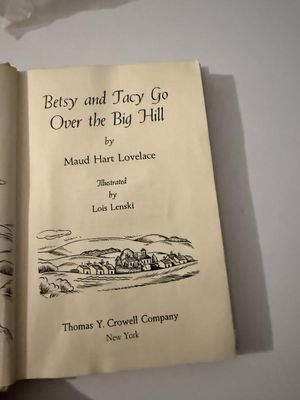 Betsy and Tacy Go
Over the Big Hill
by
Maud Hart Lovelace
Illustrated
by
Lois Lenski
Thomas Y. Crowell Company
New York